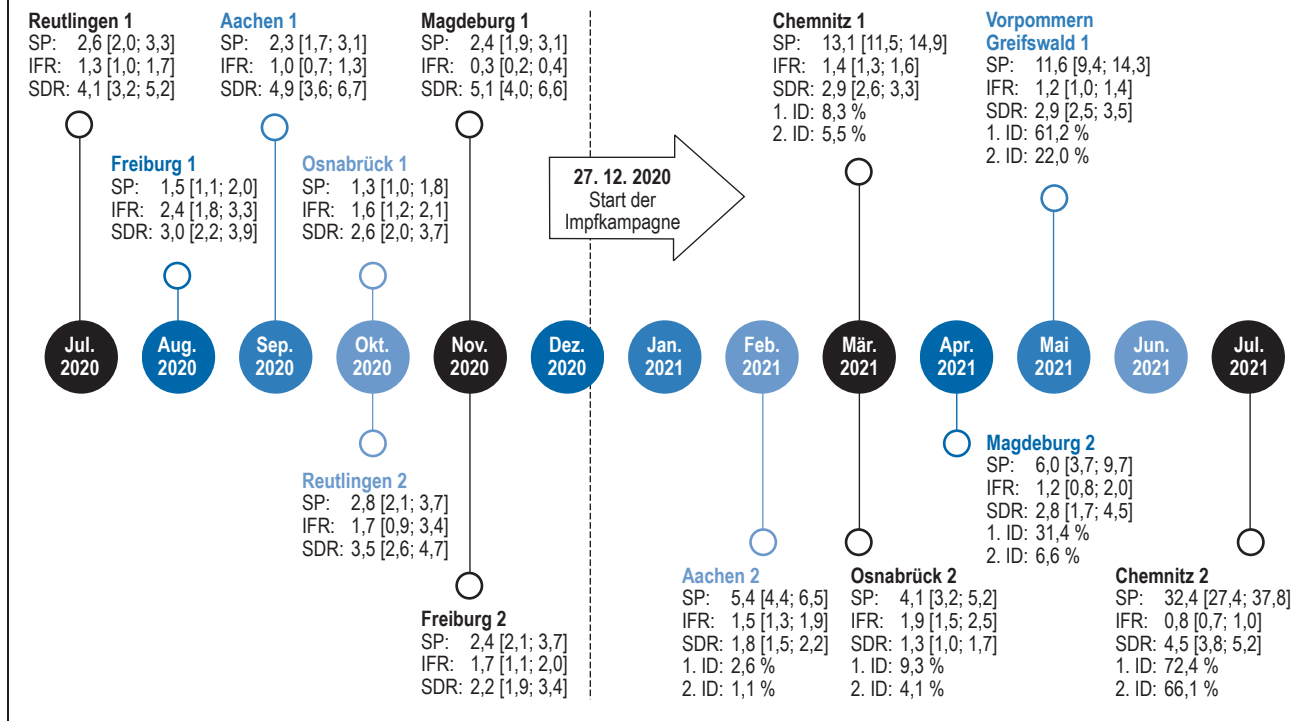 Reutlingen 1
SP: 2,6 [2,0; 3,3]
IFR: 1,3 [1,0; 1,7]
SDR: 4,1 [3,2; 5,2]
Aachen 1
SP: 2,3 [1,7; 3,1]
IFR: 1,0 [0,7; 1,3]
SDR: 4,9 [3,6; 6,7]
Magdeburg 1
SP: 2,4 [1,9; 3,1]
IFR: 0,3 [0,2; 0,4]
SDR: 5,1 [4,0; 6,6]
Chemnitz 1
SP: 13,1 [11,5; 14,9]
IFR: 1,4 [1,3; 1,6]
SDR: 2,9 [2,6; 3,3]
1. ID: 8,3 %
2. ID: 5,5 %
Vorpommern
Greifswald 1
SP: 11,6 [9,4; 14,3]
IFR: 1,2 [1,0; 1,4]
SDR: 2,9 [2,5; 3,5]
1. ID: 61,2 %
2. ID: 22,0 %
Freiburg 1
SP: 1,5 [1,1; 2,0]
IFR: 2,4 [1,8; 3,3]
SDR: 3,0 [2,2; 3,9]
Osnabrück 1
SP: 1,3 [1,0; 1,8]
IFR: 1,6 [1,2; 2,1]
SDR: 2,6 [2,0; 3,7]
27. 12. 2020
Start der
Impfkampagne
Jul.
2020
Aug.
2020
Sep.
2020
Okt.
2020
Nov.
2020
Dez.
2020
Jan.
2021
Feb.
2021
Mär.
2021
Apr.
2021
Mai
2021
Jun.
2021
Jul.
2021
Reutlingen 2
SP: 2,8 [2,1; 3,7]
IFR: 1,7 [0,9; 3,4]
SDR: 3,5 [2,6; 4,7]
Magdeburg 2
SP: 6,0 [3,7; 9,7]
IFR: 1,2 [0,8; 2,0]
SDR: 2,8 [1,7; 4,5]
1. ID: 31,4 %
2. ID: 6,6 %
Freiburg 2
SP: 2,4 [2,1; 3,7]
IFR: 1,7 [1,1; 2,0]
SDR: 2,2 [1,9; 3,4]
Aachen 2
SP: 5,4 [4,4; 6,5]
IFR: 1,5 [1,3; 1,9]
SDR: 1,8 [1,5; 2,2]
1. ID: 2,6 %
2. ID: 1,1 %
Osnabrück 2
SP: 4,1 [3,2; 5,2]
IFR: 1,9 [1,5; 2,5]
SDR: 1,3 [1,0; 1,7]
1. ID: 9,3 %
2. ID: 4,1 %
Chemnitz 2
SP: 32,4 [27,4; 37,8]
IFR: 0,8 [0,7; 1,0]
SDR: 4,5 [3,8; 5,2]
1. ID: 72,4 %
2. ID: 66,1 %